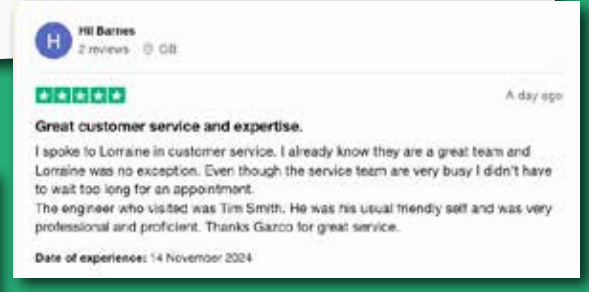 H
Hil Barnes
2 reviews GB
A day ago
Great customer service and expertise.
I spoke to Lorraine in customer service. I already know they are a great team and
Lorraine was no exception. Even though the service team are very busy I didn't have
to wait too long for an appointment.
The engineer who visited was Tim Smith. He was his usual friendly self and was very
professional and proficient. Thanks Gazco for great service.
Date of experience: 14 November 2024